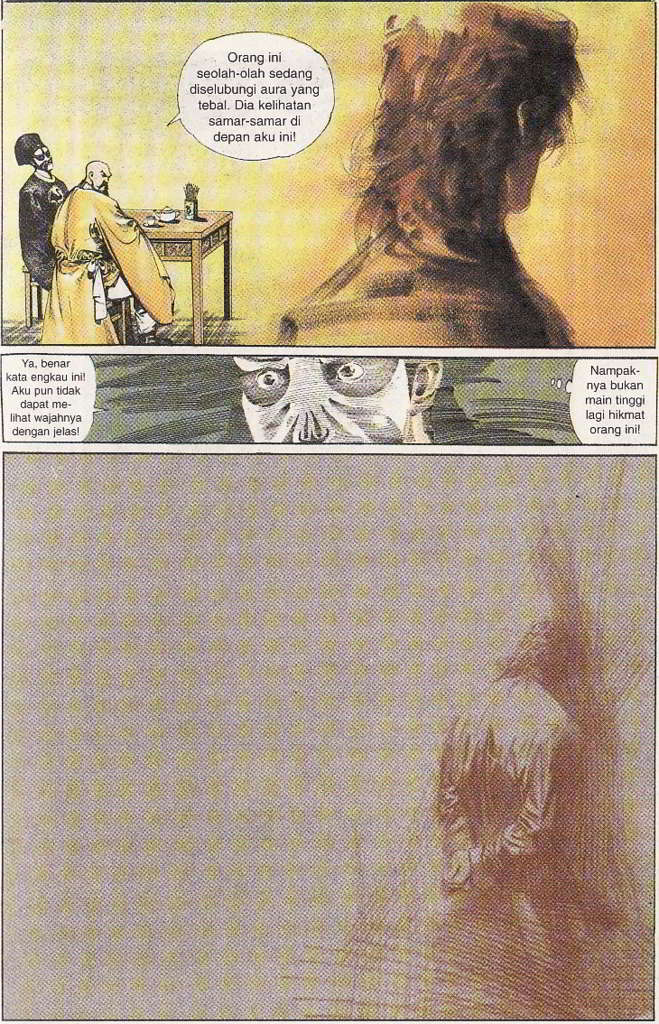 Orang ini
seolah-olah sedang
diselubungi aura yang
tebal. Dia kelihatan
samar-samar di
depan aku ini!
Ya, benar
kata engkau ini!
Aku pun tidak
dapat me-
lihat wajahnya
dengan jelas!
Nampak-
nya bukan
main tinggi
lagi hikmat
orang ini!